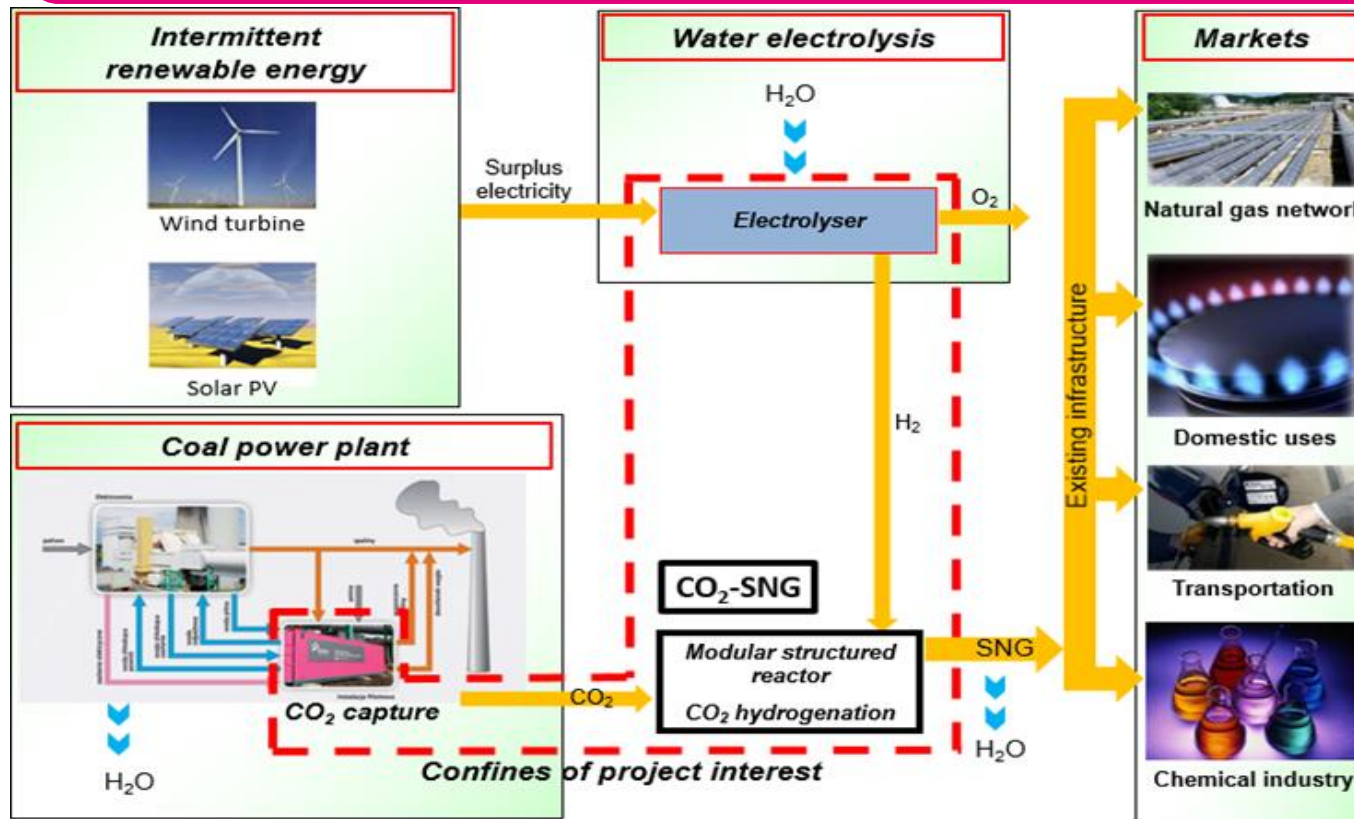 Intermittent
renewable energy
Wind turbine
Solar PV
Surplus
electricity
Water electrolysis
H₂O
Electrolyser
O₂
H₂
Markets
Natural gas network
Domestic uses
Transportation
Chemical industry
Existing infrastructure
Coal power plant
CO₂ capture
H₂O
CO₂
CO₂-SNG
Modular structured
reactor
CO₂ hydrogenation
SNG
H₂O
Confines of project interest